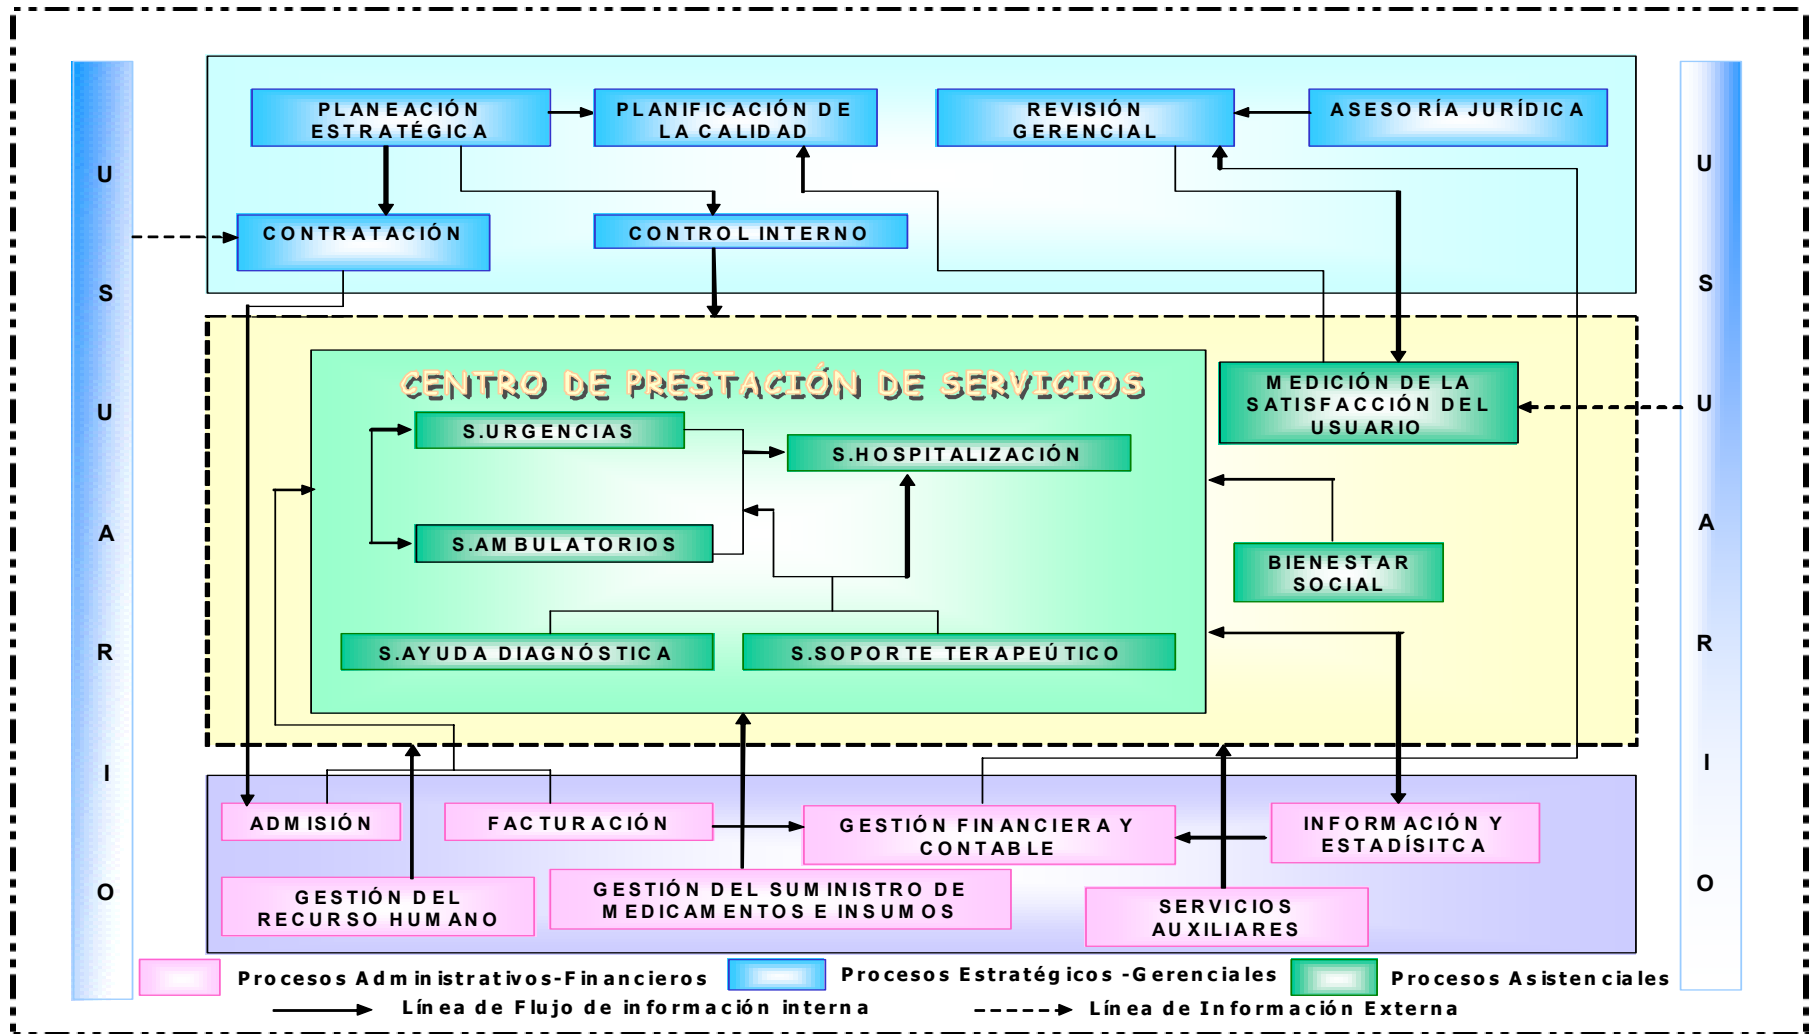 PLANEACIÓN
ESTRATÉGICA
PLANIFICACIÓN DE
LA CALIDAD
REVISIÓN
GERENCIAL
ASESORÍA JURÍDICA
CONTRATACIÓN
CONTROL INTERNO
USUARIO
CENTRO DE PRESTACIÓN DE SERVICIOS
S.URGENCIAS
S.HOSPITALIZACIÓN
S.AMBULATORIOS
S.AYUDA DIAGNÓSTICA
S.SOPORTE TERAPEÚTICO
MEDICIÓN DE LA
SATISFACCIÓN DEL
USUARIO
BIENESTAR
SOCIAL
USUARIO
ADMISIÓN
FACTURACIÓN
GESTIÓN FINANCIERA Y
CONTABLE
INFORMACIÓN Y
ESTADÍSITCA
GESTIÓN DEL
RECURSO HUMANO
GESTIÓN DEL SUMINISTRO DE
MEDICAMENTOS E INSUMOS
SERVICIOS
AUXILIARES
Procesos Administrativos-Financieros
Procesos Estratégicos -Gerenciales
Procesos Asistenciales
Línea de Flujo de información interna
Línea de Información Externa